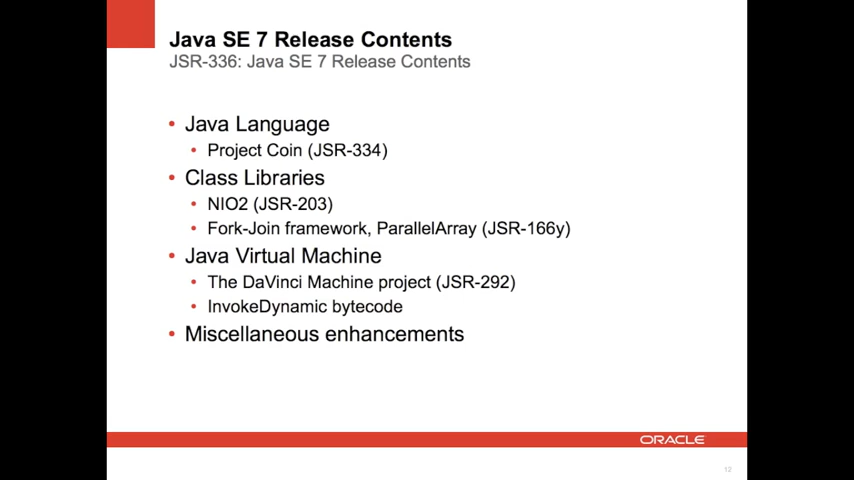 Java SE 7 Release Contents
JSR-336: Java SE 7 Release Contents
• Java Language
• Project Coin (JSR-334)
• Class Libraries
• NIO2 (JSR-203)
• Fork-Join framework, ParallelArray (JSR-166y)
• Java Virtual Machine
• The DaVinci Machine project (JSR-292)
• InvokeDynamic bytecode
• Miscellaneous enhancements
ORACLE
12